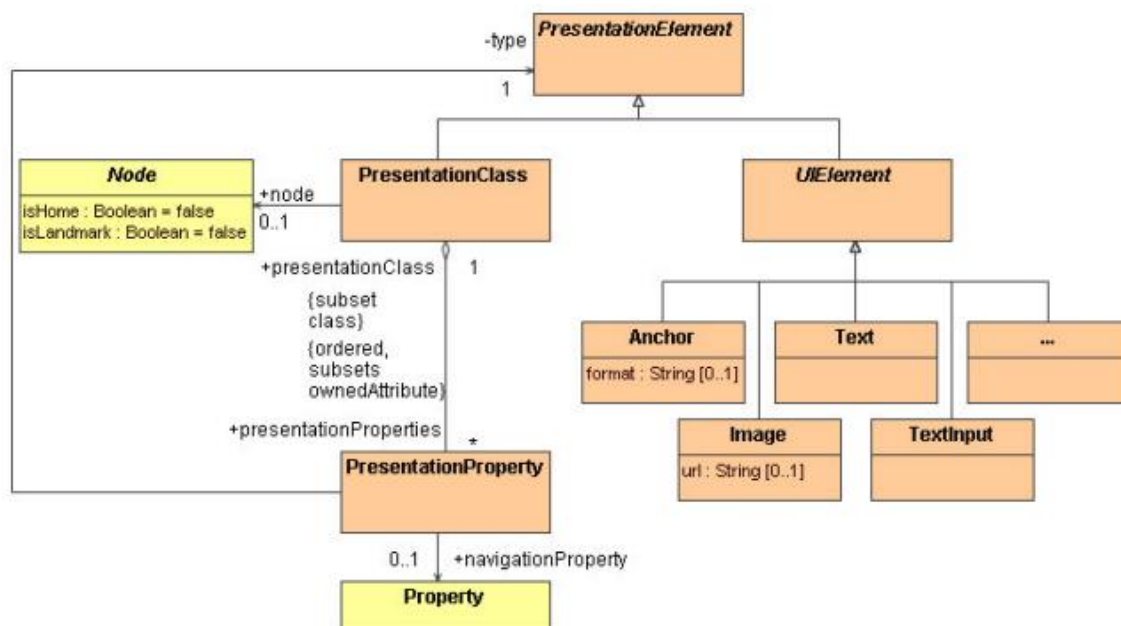 PresentationElement
-type
1
Node
isHome : Boolean = false
isLandmark : Boolean = false
+node
0..1
PresentationClass
UIElement
+presentationClass
1
{subset
class}
{ordered,
subsets
ownedAttribute}
+presentationProperties
*
Anchor
format : String [0..1]
Text
...
Image
url : String [0..1]
TextInput
PresentationProperty
0..1
+navigationProperty
Property